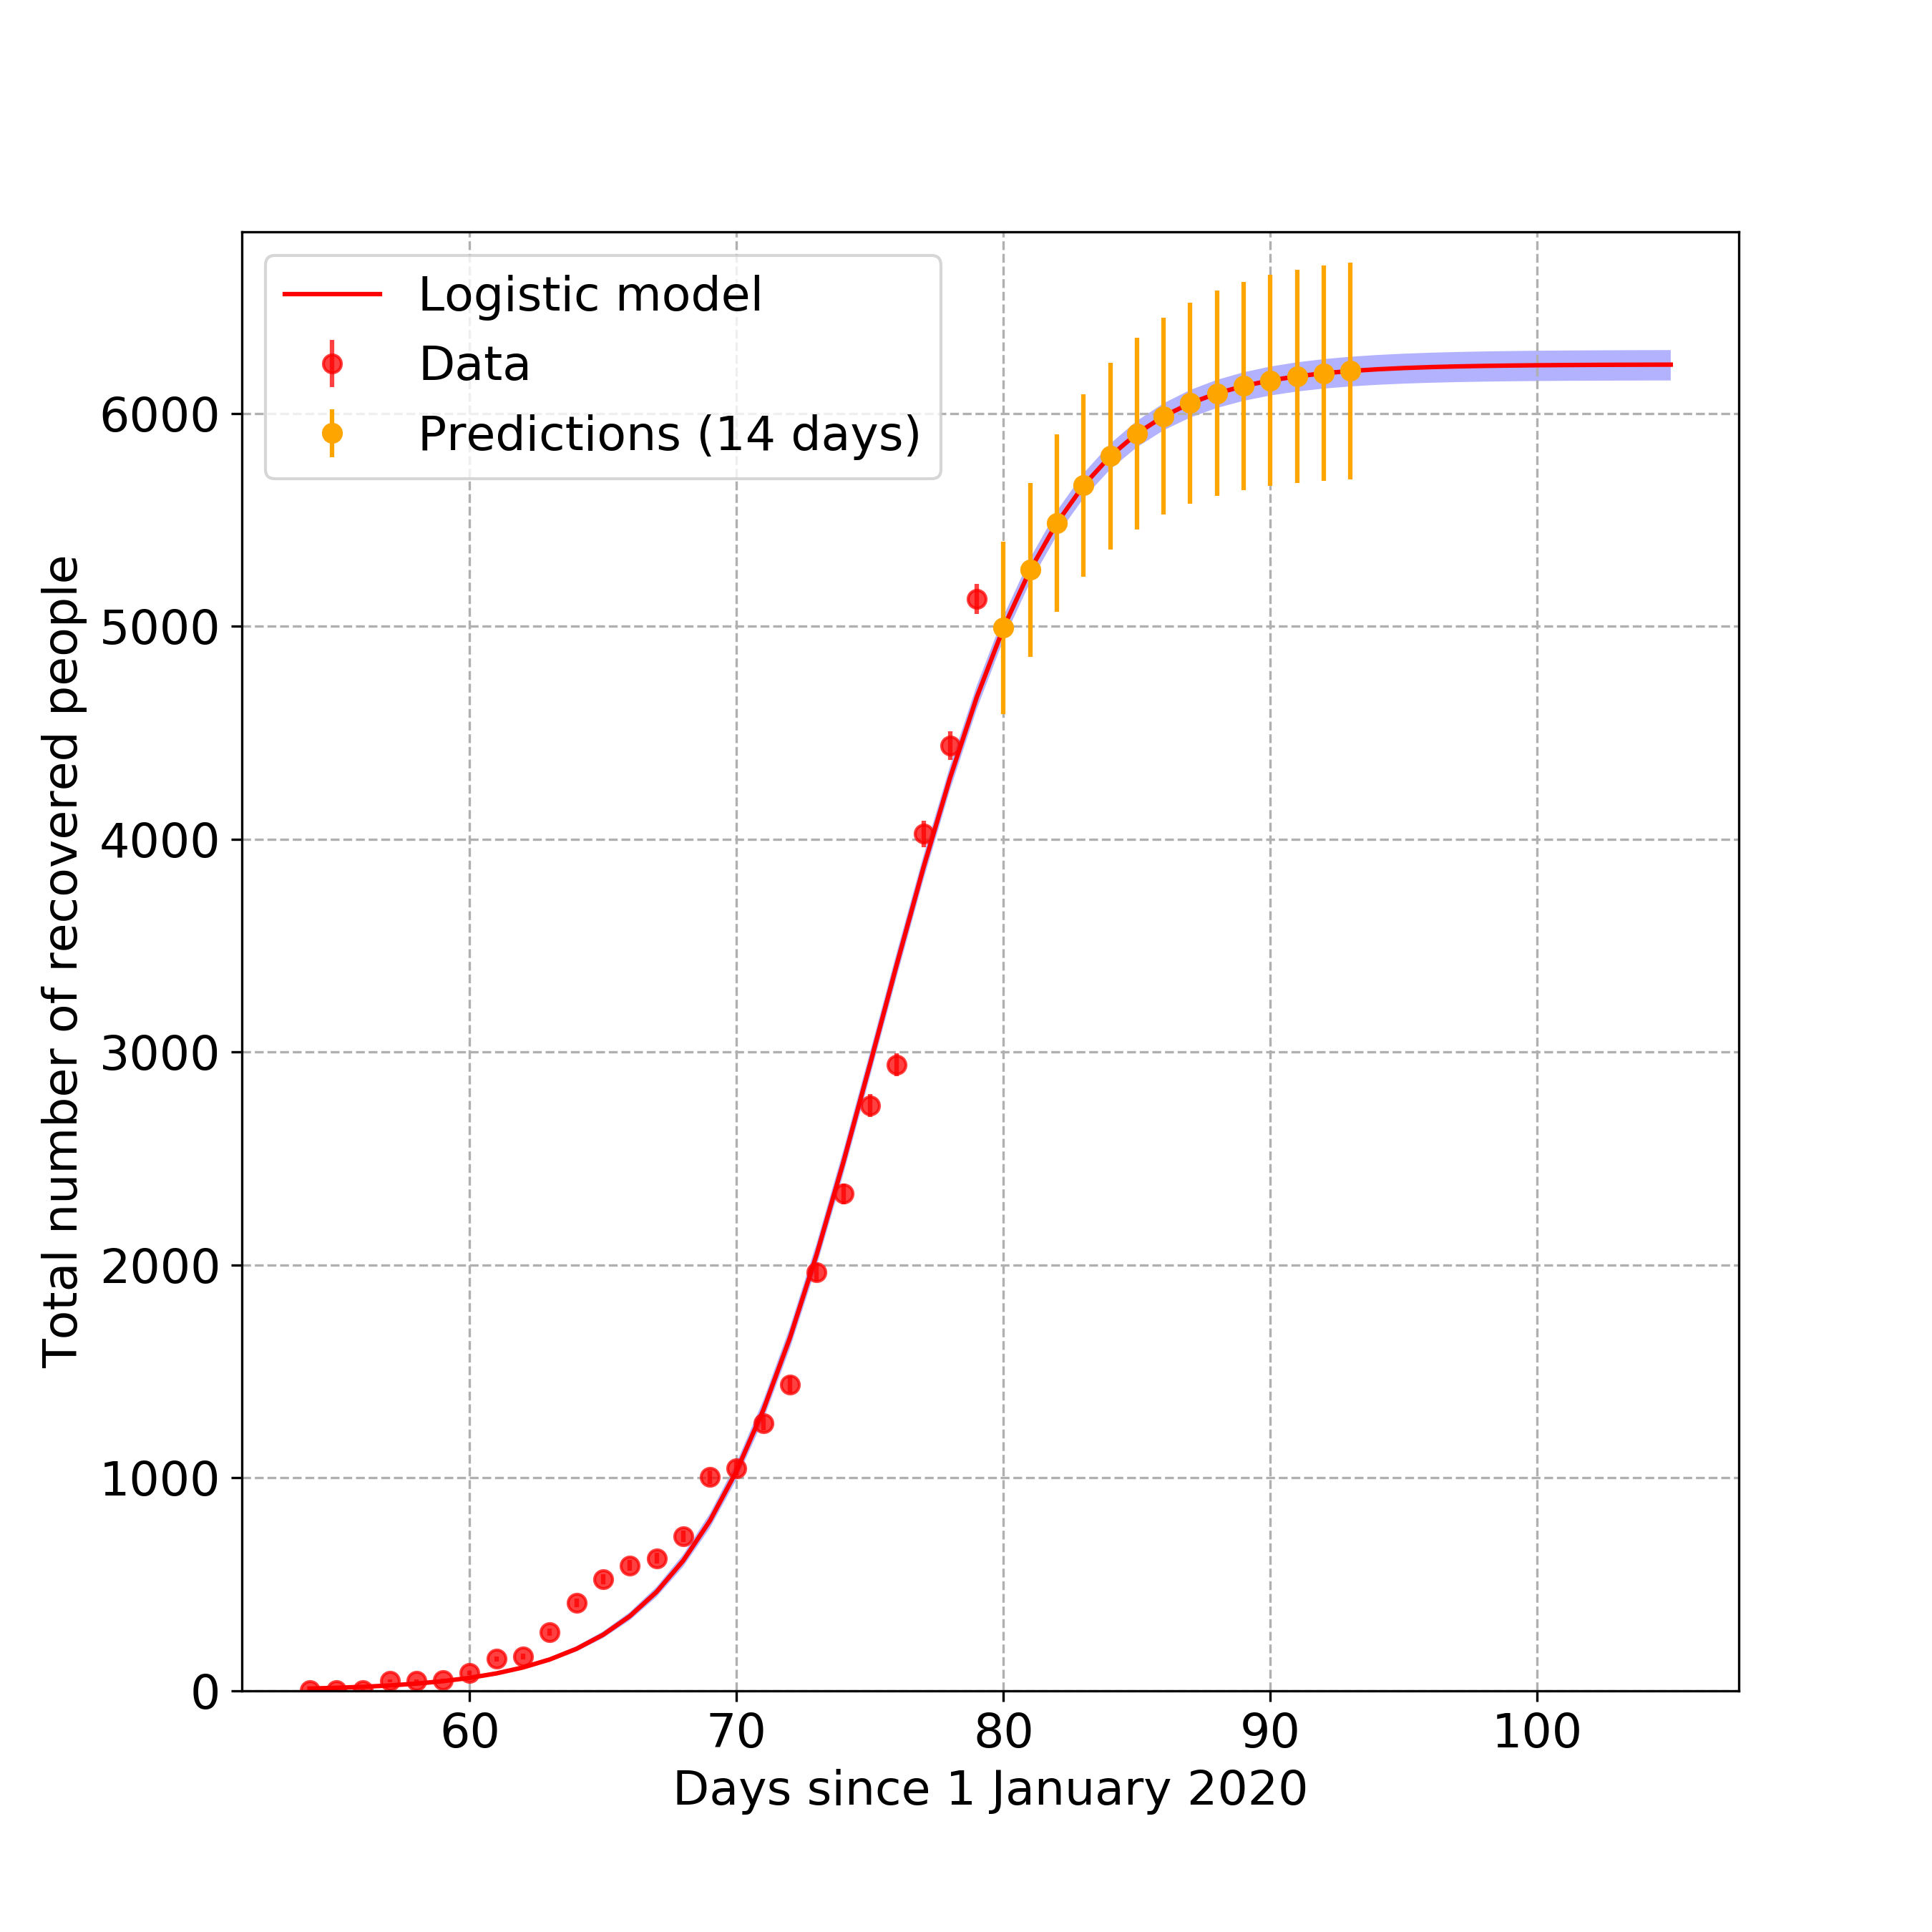 Logistic model
Data
Predictions (14 days)
Total number of recovered people
6000
5000
4000
3000
2000
1000
0
60 70 80 90 100
Days since 1 January 2020